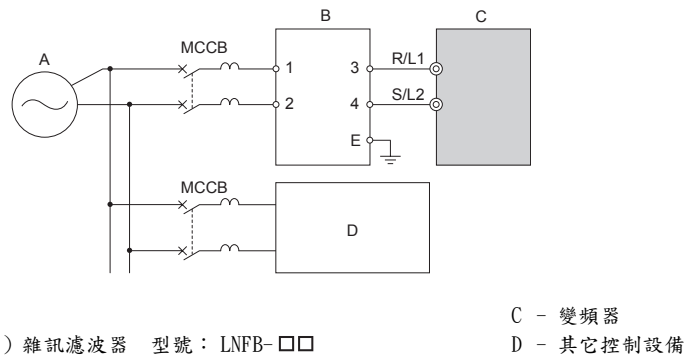 B
C
A
MCCB
1
3
R/L1
2
4
S/L2
E
MCCB
D
C - 變頻器
) 雜訊濾波器 型號：LNFB-□□
D - 其它控制設備